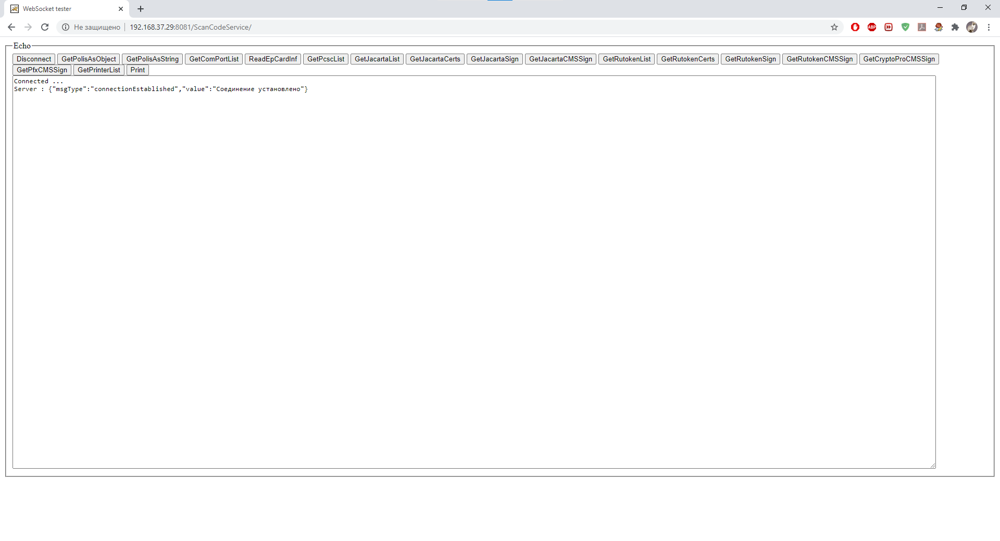 WebSocket tester
Не защищено 192.168.37.29:8081/ScanCodeService/
ABP
Echo
Disconnect GetPolisAsObject GetPolisAsString GetComPortList ReadEpCardInf GetPcscList GetJacartaList GetJacartaCerts GetJacartaSign GetJacartaCMSSign GetRutokenList GetRutokenCerts GetRutokenSign GetRutokenCMSSign GetCryptoProCMSSign
GetPfxCMSSign GetPrinterList Print
Connected ...
Server : {"msgType":"connectionEstablished","value":"Соединение установлено"}